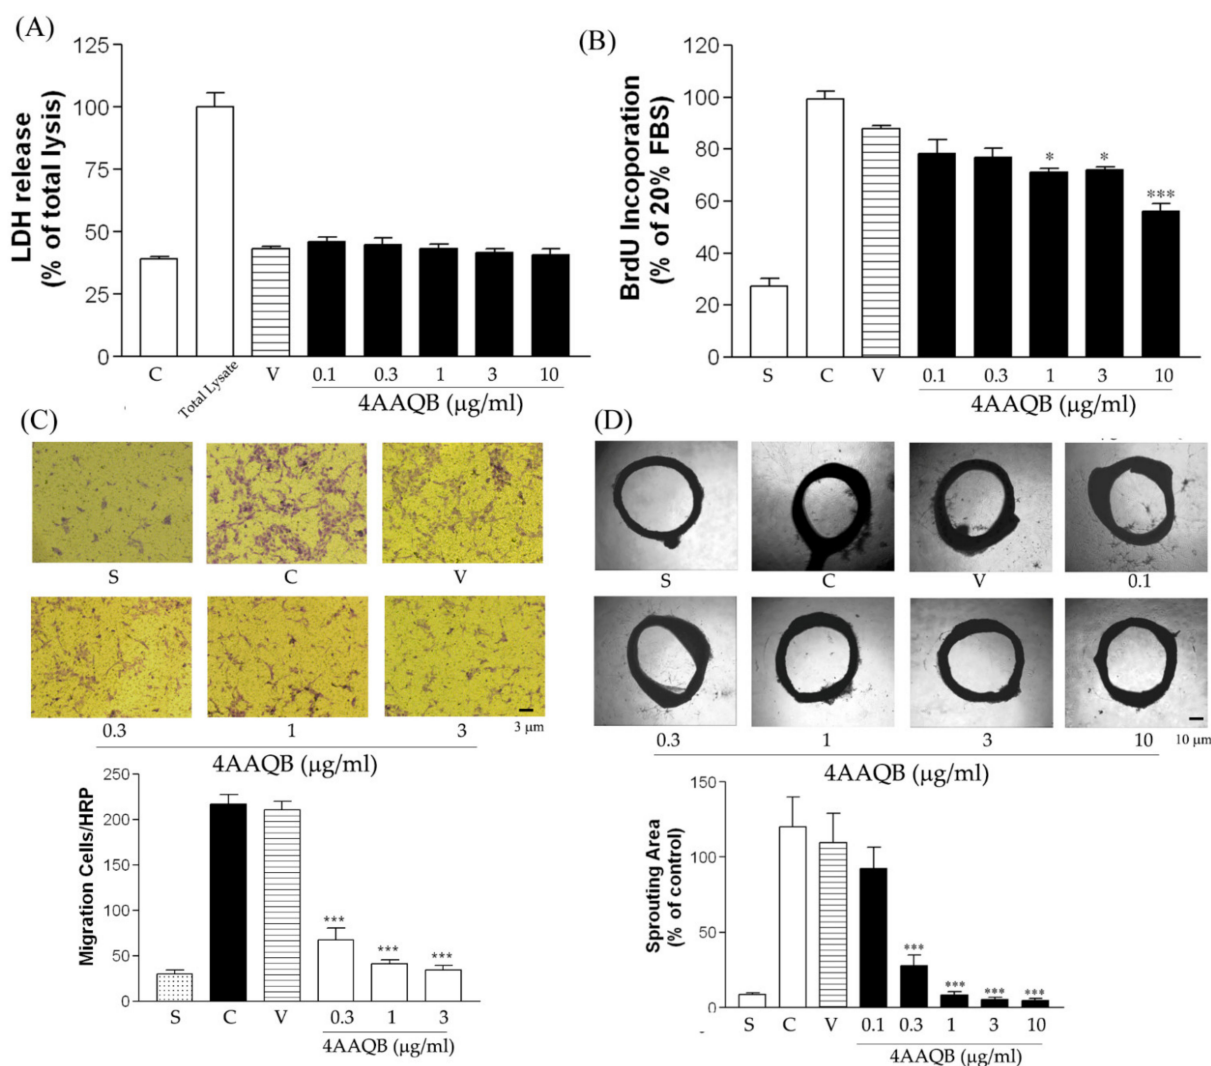 (A)
LDH release
(% of total lysis)
125
100
75
50
25
0
C
Total Lysate
V
0.1
0.3
1
3
10
4AAQB (μg/ml)
(B)
BrdU Incoporation
(% of 20% FBS)
120
100
80
60
40
20
0
*
*
***
S
C
V
0.1
0.3
1
3
10
4AAQB (μg/ml)
(C)
S
C
V
0.3
1
3
3 μm
4AAQB (μg/ml)
Migration Cells/HRP
250
200
150
100
50
0
***
***
***
S
C
V
0.3
1
3
4AAQB (μg/ml)
(D)
S
C
V
0.1
0.3
1
3
10
10 μm
4AAQB (μg/ml)
Sprouting Area
(% of control)
150
100
50
0
***
***
***
***
S
C
V
0.1
0.3
1
3
10
4AAQB (μg/ml)